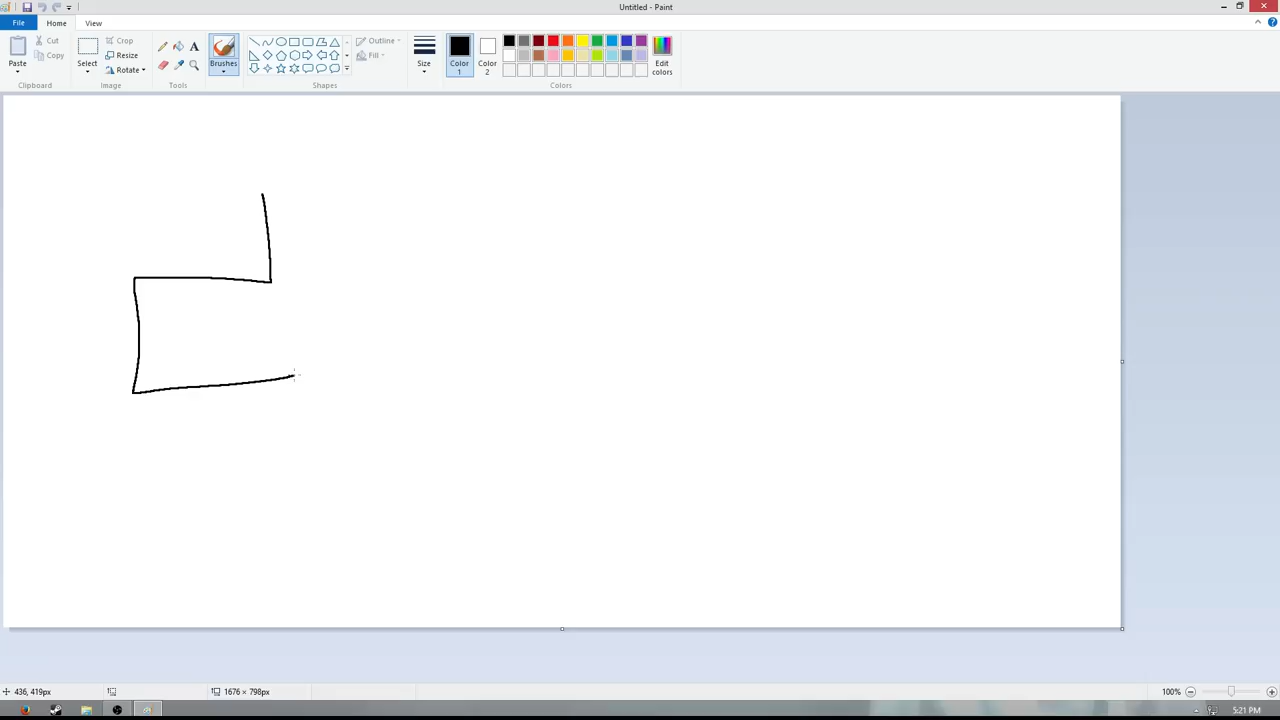 Untitled - Paint
File Home View
Paste
Cut
Copy
Clipboard
Select
Crop
Resize
Rotate
Image
A
Tools
Brushes
Outline
Fill
Shapes
Size
Color 1
Color 2
Edit colors
Colors
436, 419px
1676 × 798px
100%
5:21 PM